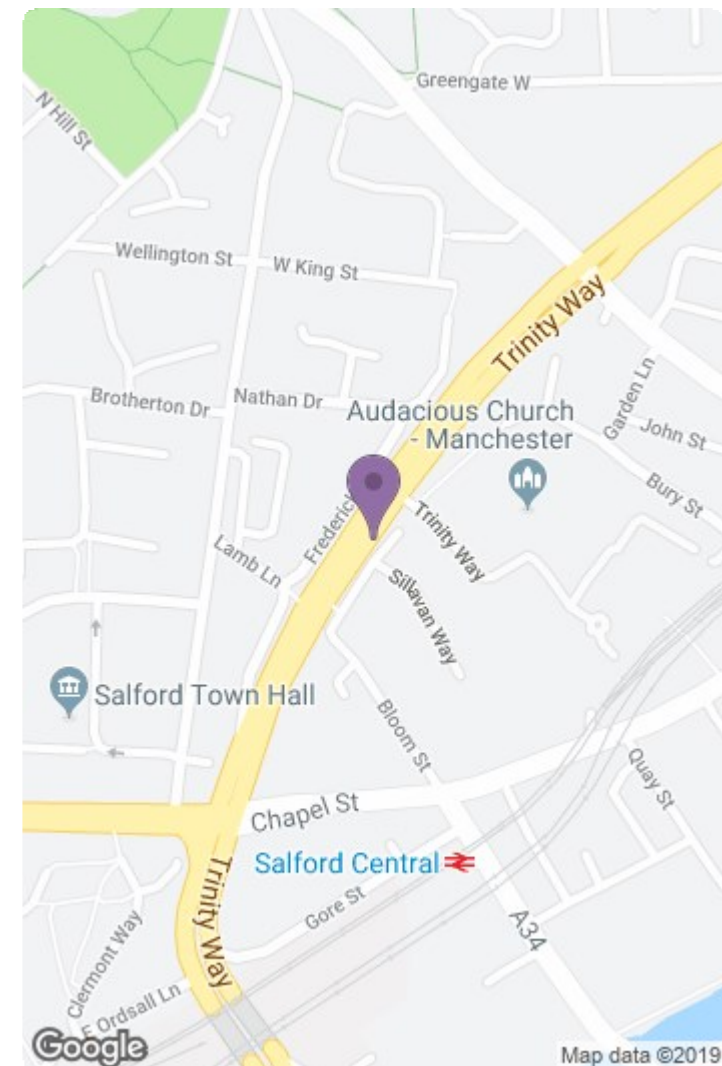 Greengate W
N Hill St
Wellington St
W King St
Trinity Way
Brotherton Dr
Nathan Dr
Garden Ln
John St
Audacious Church
- Manchester
Bury St
Trinity Way
Lamb Ln
Sillavan Way
Salford Town Hall
Bloom St
Quay St
Chapel St
Salford Central
Trinity Way
Gore St
A34
Clermont Way
E Ordsall Ln
Google
Map data ©2019